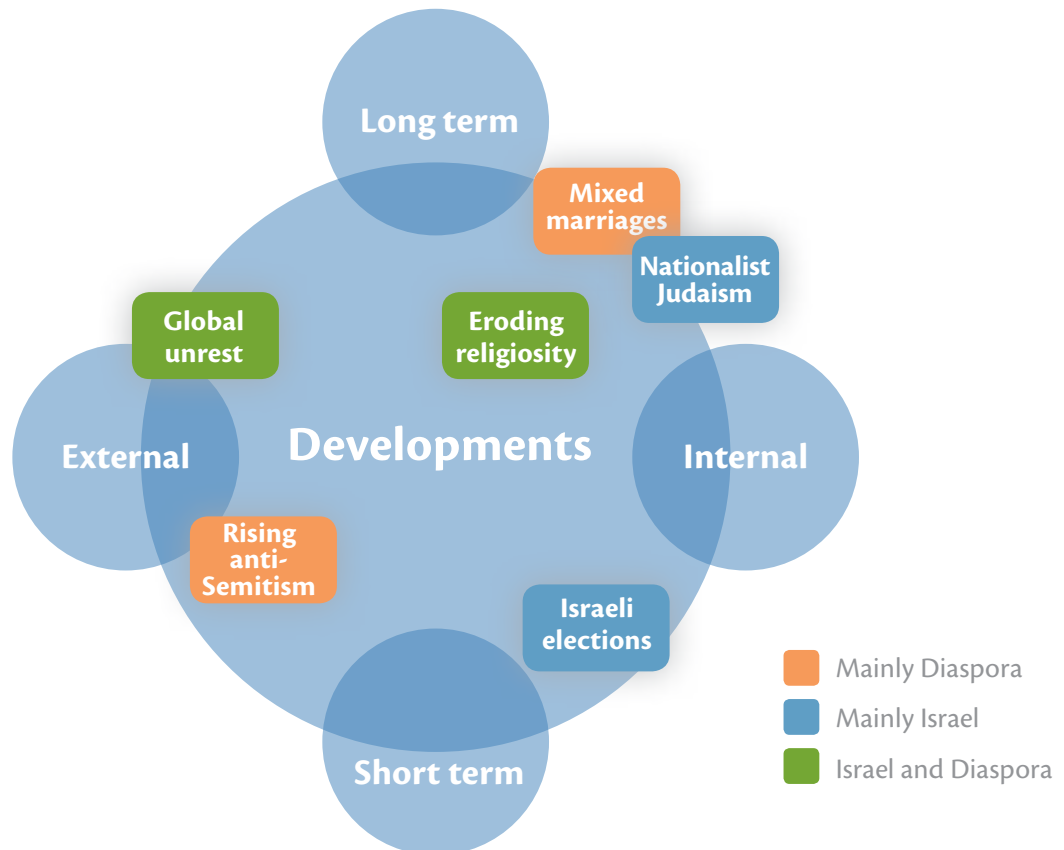 Long term
Mixed
marriages
Nationalist
Judaism
Global
unrest
Eroding
religiosity
External
Developments
Internal
Rising
anti-
Semitism
Israeli
elections
Short term
Mainly Diaspora
Mainly Israel
Israel and Diaspora